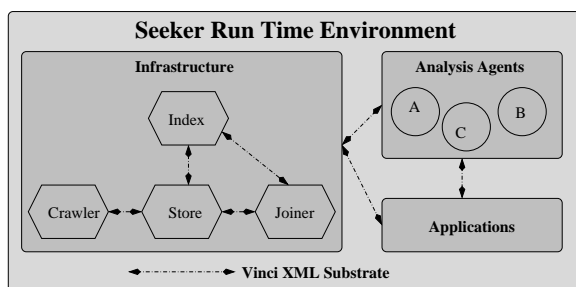 Seeker Run Time Environment
Infrastructure
Index
Crawler
Store
Joiner
Analysis Agents
A
C
B
Applications
Vinci XML Substrate